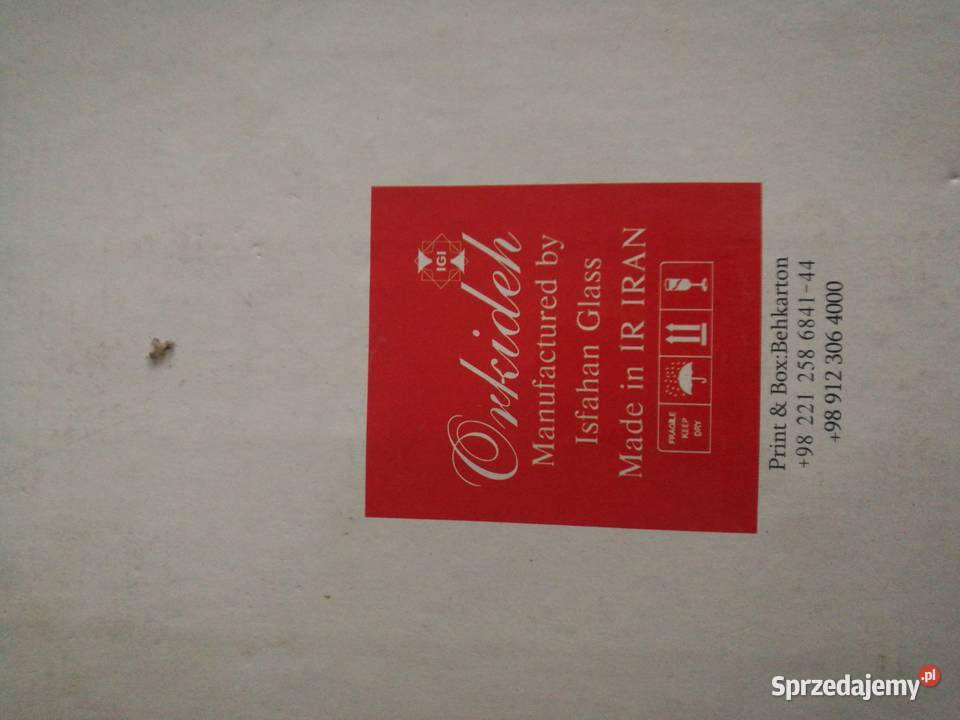 IGI
Orkideh
Manufactured by
Isfahan Glass
Made in IR IRAN
FRAGILE
KEEP
DRY
Print & Box:Behkarton
+98 221 258 6841-44
+98 912 306 4000
Sprzedajemy.pl